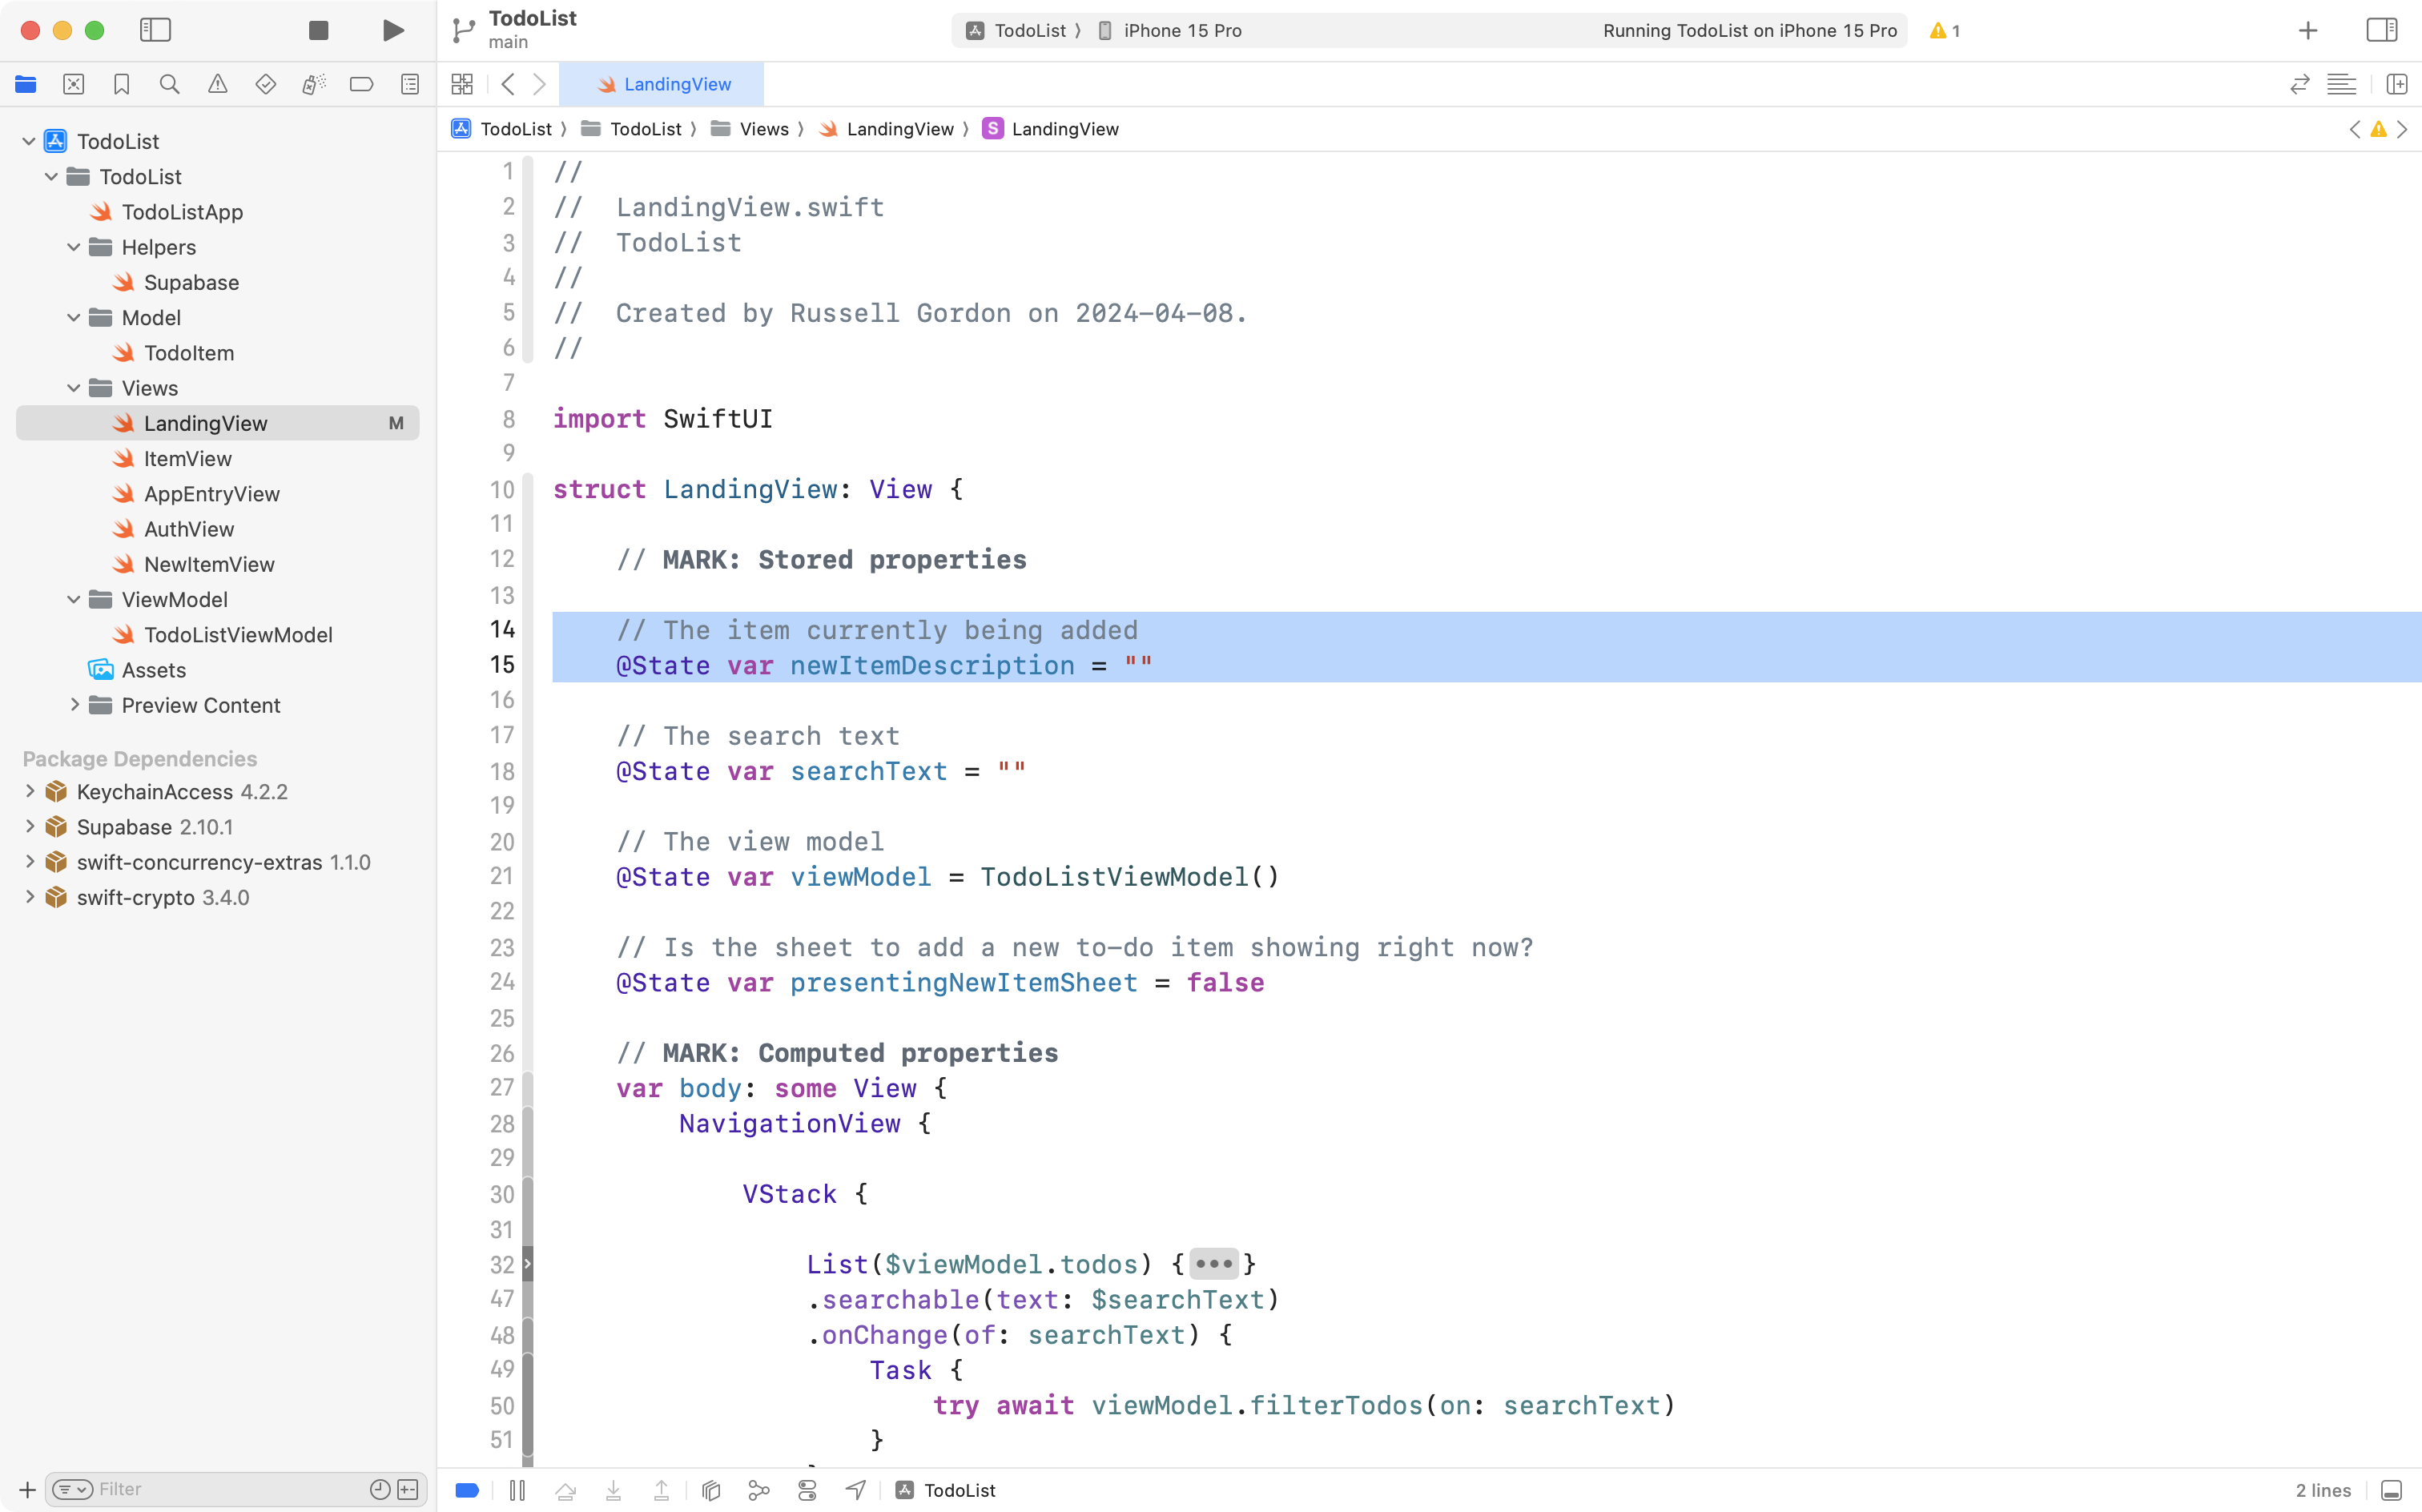 TodoList
main
TodoList 〉 iPhone 15 Pro
Running TodoList on iPhone 15 Pro
1
LandingView
TodoList 〉 TodoList 〉 Views 〉 LandingView 〉 S LandingView
TodoList
TodoList
TodoListApp
Helpers
Supabase
Model
TodoItem
Views
LandingView M
ItemView
AppEntryView
AuthView
NewItemView
ViewModel
TodoListViewModel
Assets
Preview Content
Package Dependencies
KeychainAccess 4.2.2
Supabase 2.10.1
swift-concurrency-extras 1.1.0
swift-crypto 3.4.0
Filter
1 //
2 //  LandingView.swift
3 //  TodoList
4 //
5 //  Created by Russell Gordon on 2024-04-08.
6 //
7
8 import SwiftUI
9
10 struct LandingView: View {
11
12     // MARK: Stored properties
13
14     // The item currently being added
15     @State var newItemDescription = ""
16
17     // The search text
18     @State var searchText = ""
19
20     // The view model
21     @State var viewModel = TodoListViewModel()
22
23     // Is the sheet to add a new to-do item showing right now?
24     @State var presentingNewItemSheet = false
25
26     // MARK: Computed properties
27     var body: some View {
28         NavigationView {
29
30             VStack {
31
32                 List($viewModel.todos) {•••}
47                 .searchable(text: $searchText)
48                 .onChange(of: searchText) {
49                     Task {
50                         try await viewModel.filterTodos(on: searchText)
51                     }
TodoList
2 lines